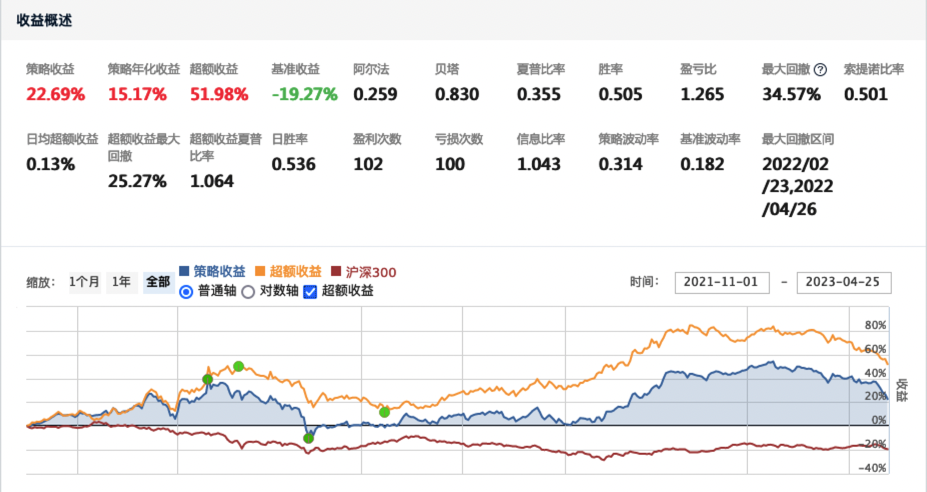 收益概述
策略收益 策略年化收益 超额收益 基准收益 阿尔法 贝塔 夏普比率 胜率 盈亏比 最大回撤 ? 索提诺比率
22.69% 15.17% 51.98% -19.27% 0.259 0.830 0.355 0.505 1.265 34.57% 0.501
日均超额收益 超额收益最大回撤 超额收益夏普比率 日胜率 盈利次数 亏损次数 信息比率 策略波动率 基准波动率 最大回撤区间
0.13% 25.27% 1.064 0.536 102 100 1.043 0.314 0.182 2022/02
/23,2022
/04/26
缩放: 1个月 1年 全部 策略收益 超额收益 沪深300
普通轴 对数轴 超额收益
时间: 2021-11-01 - 2023-04-25
80%
60%
40%
20%
0%
-20%
-40%
收益